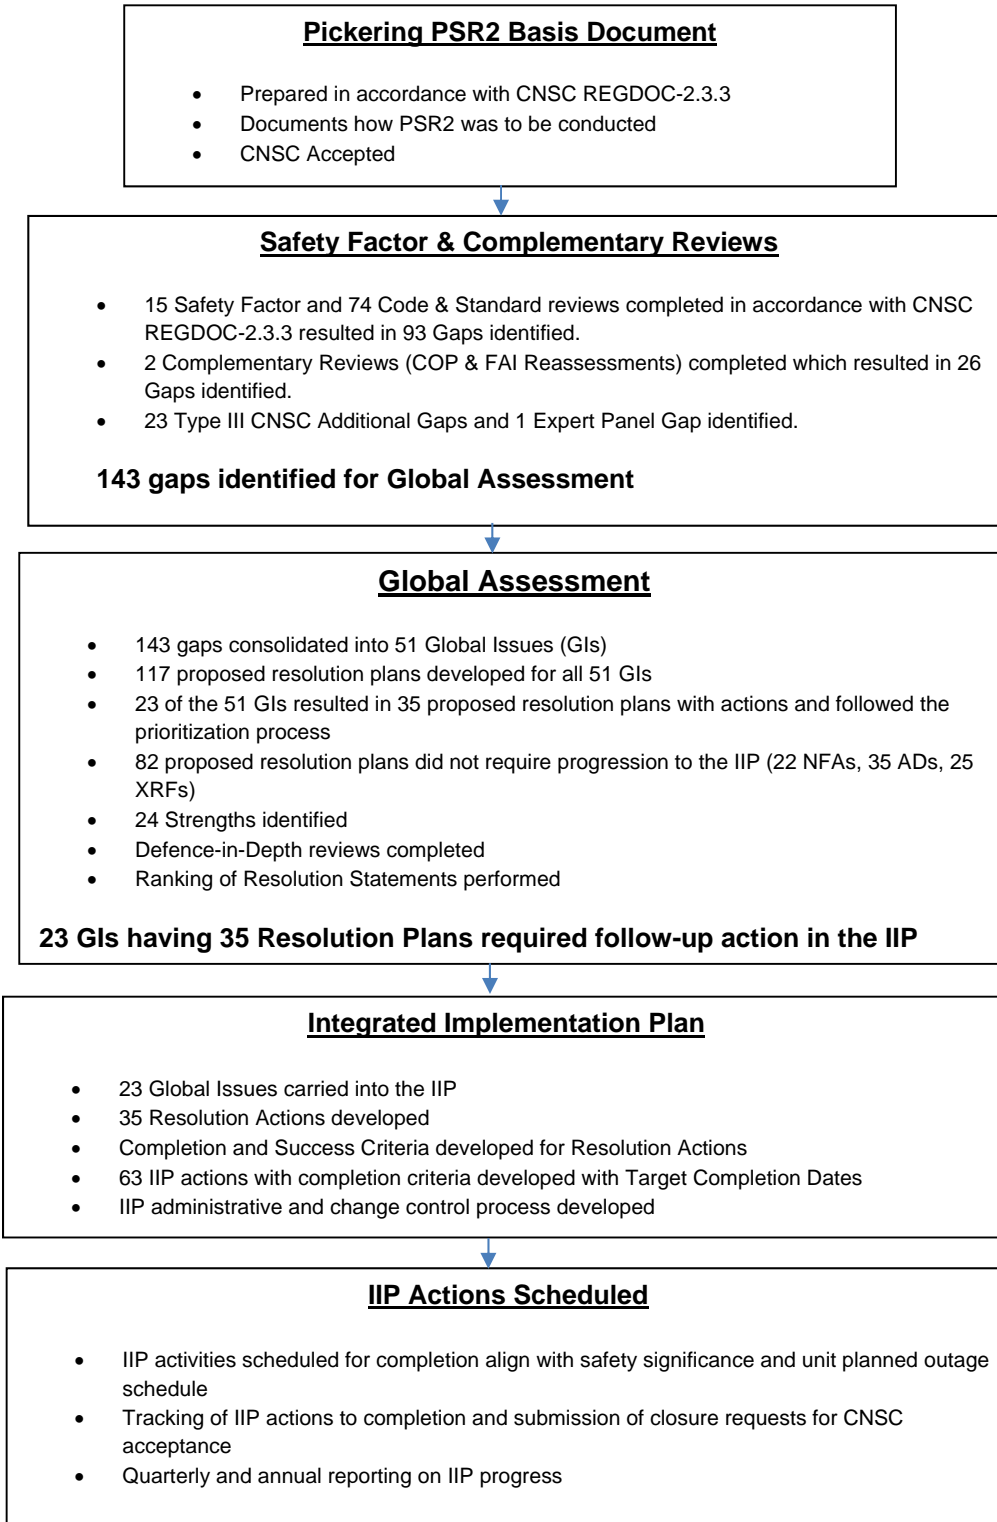 Pickering PSR2 Basis Document
• Prepared in accordance with CNSC REGDOC-2.3.3
• Documents how PSR2 was to be conducted
• CNSC Accepted
Safety Factor & Complementary Reviews
• 15 Safety Factor and 74 Code & Standard reviews completed in accordance with CNSC
REGDOC-2.3.3 resulted in 93 Gaps identified.
• 2 Complementary Reviews (COP & FAI Reassessments) completed which resulted in 26
Gaps identified.
• 23 Type III CNSC Additional Gaps and 1 Expert Panel Gap identified.
143 gaps identified for Global Assessment
Global Assessment
• 143 gaps consolidated into 51 Global Issues (GIs)
• 117 proposed resolution plans developed for all 51 GIs
• 23 of the 51 GIs resulted in 35 proposed resolution plans with actions and followed the
prioritization process
• 82 proposed resolution plans did not require progression to the IIP (22 NFAs, 35 ADs, 25
XRFs)
• 24 Strengths identified
• Defence-in-Depth reviews completed
• Ranking of Resolution Statements performed
23 GIs having 35 Resolution Plans required follow-up action in the IIP
Integrated Implementation Plan
• 23 Global Issues carried into the IIP
• 35 Resolution Actions developed
• Completion and Success Criteria developed for Resolution Actions
• 63 IIP actions with completion criteria developed with Target Completion Dates
• IIP administrative and change control process developed
IIP Actions Scheduled
• IIP activities scheduled for completion align with safety significance and unit planned outage
schedule
• Tracking of IIP actions to completion and submission of closure requests for CNSC
acceptance
• Quarterly and annual reporting on IIP progress